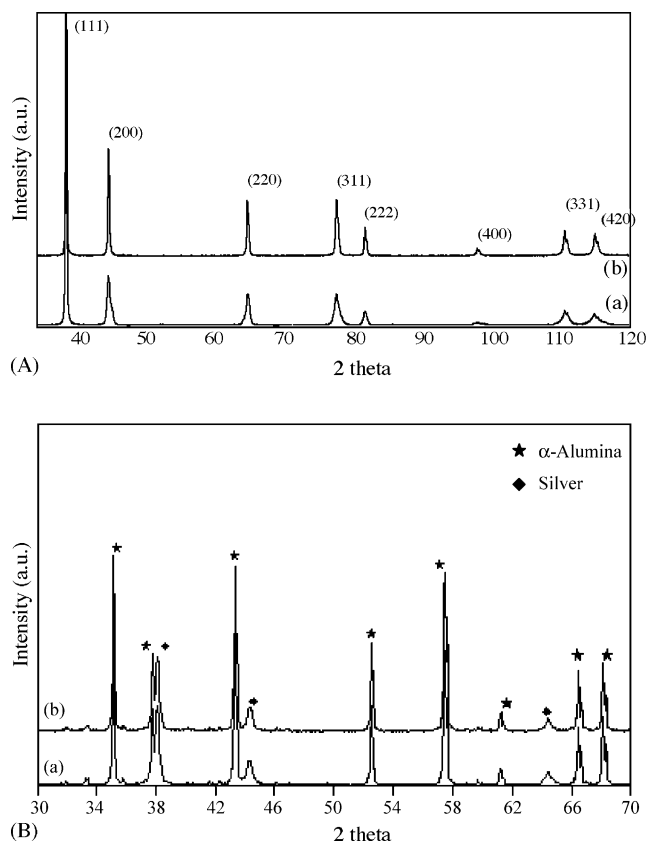 (111)
(200)
(220)
(311)
(222)
(400)
(331)
(420)
(b)
(a)
Intensity (a.u.)
40 50 60 70 80 90 100 110 120
2 theta
(A)
α-Alumina
Silver
Intensity (a.u.)
(b)
(a)
30 34 38 42 46 50 54 58 62 66 70
2 theta
(B)